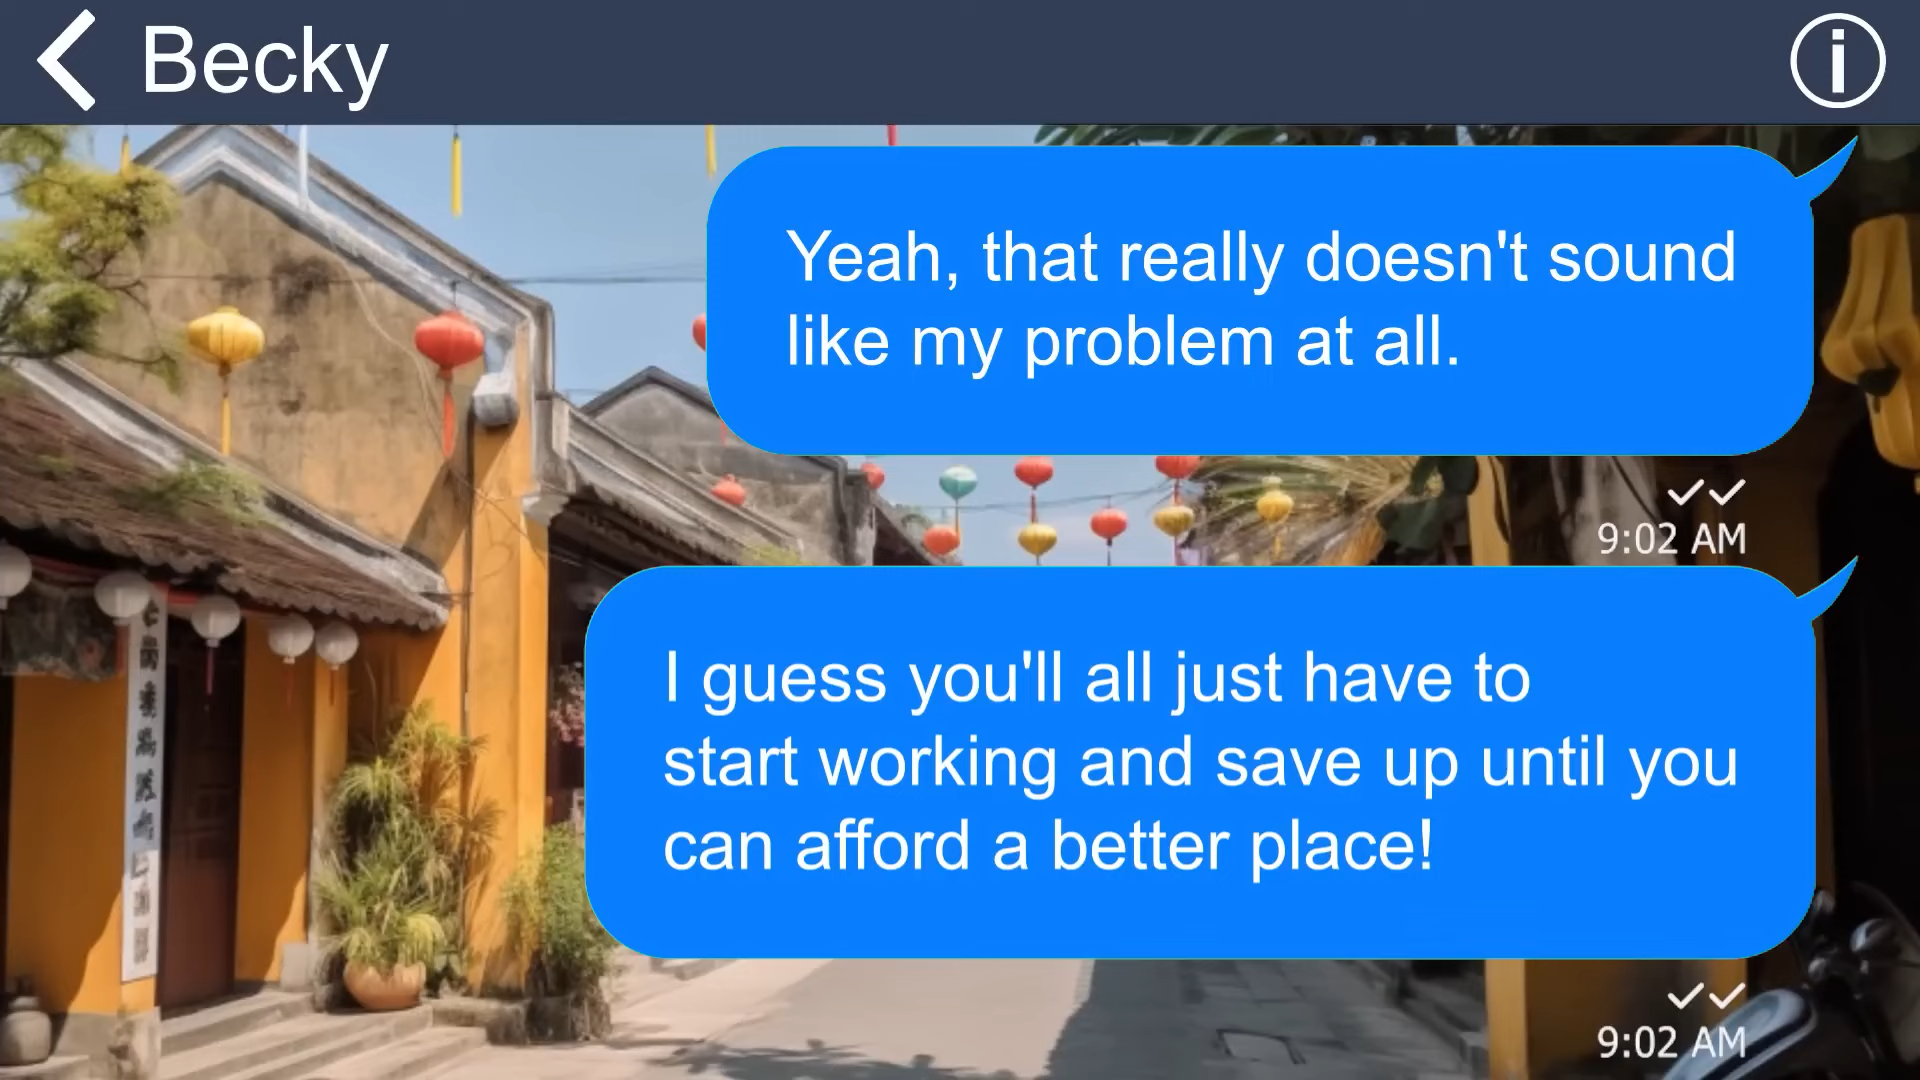 Becky
Yeah, that really doesn't sound
like my problem at all.
9:02 AM
I guess you'll all just have to
start working and save up until you
can afford a better place!
9:02 AM